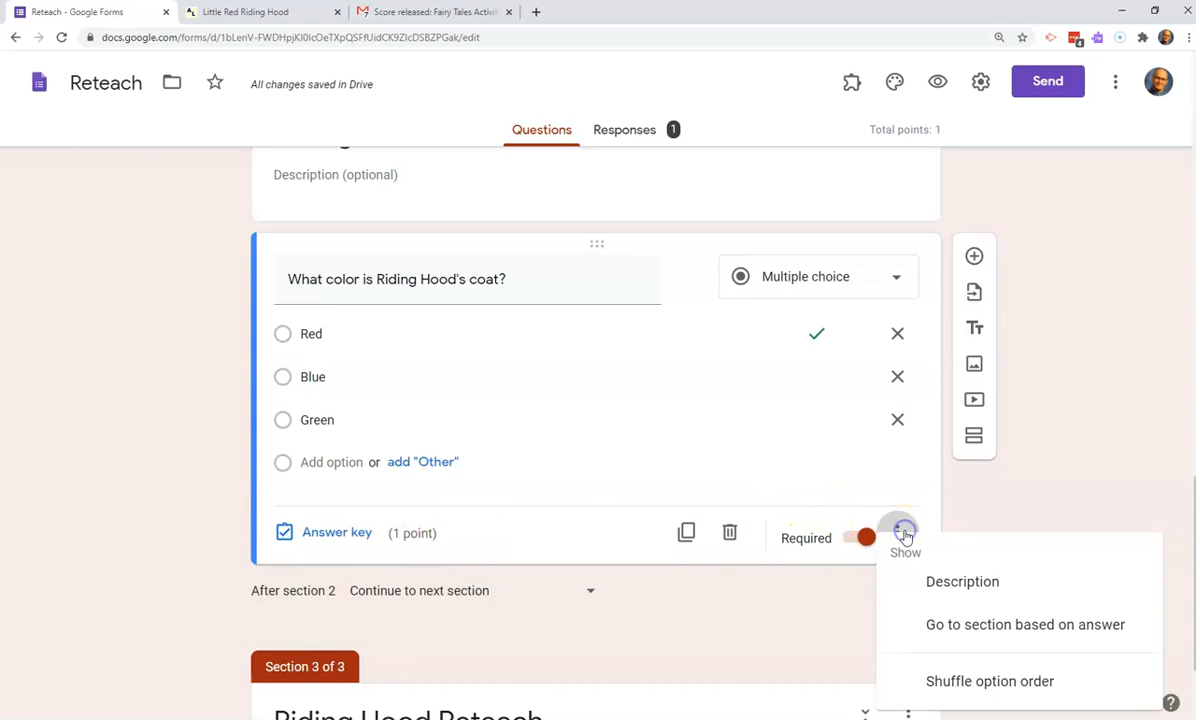 Reteach - Google Forms
Little Red Riding Hood
Score released: Fairy Tales Activit
docs.google.com/forms/d/1bLenV-FWDHpjKI0IcOeTXpQSFfUidCK9ZIcDSBZPGak/edit
4
Reteach
All changes saved in Drive
Send
Questions
Responses 1
Total points: 1
Description (optional)
What color is Riding Hood's coat?
Multiple choice
Red
Blue
Green
Add option or add "Other"
Answer key (1 point)
Required
Show
Description
After section 2 Continue to next section
Go to section based on answer
Section 3 of 3
Shuffle option order
Riding Hood Reteach